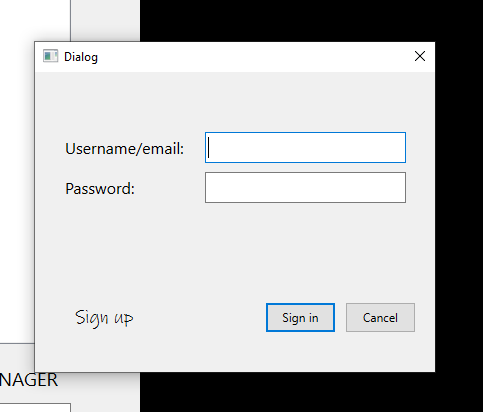 Dialog
Username/email:
Password:
Sign up
Sign in
Cancel
NAGER